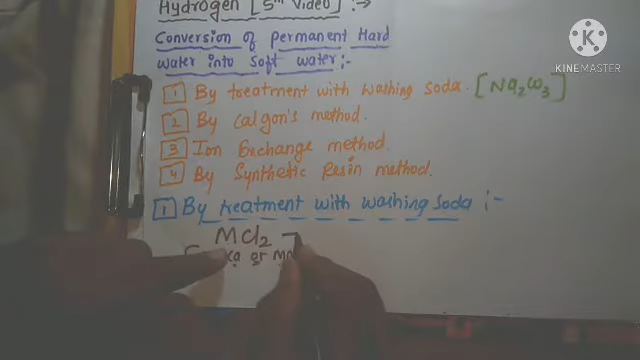 Hydrogen [5th Video] :→
Conversion of permanent Hard
water into soft water:-
1 By treatment with washing soda. [Na2CO3]
2 By Calgon's method.
3 Ion Exchange method.
4 By Synthetic Resin method.
1 By treatment with washing Soda :-
MCl2
or
K
KINEMASTER